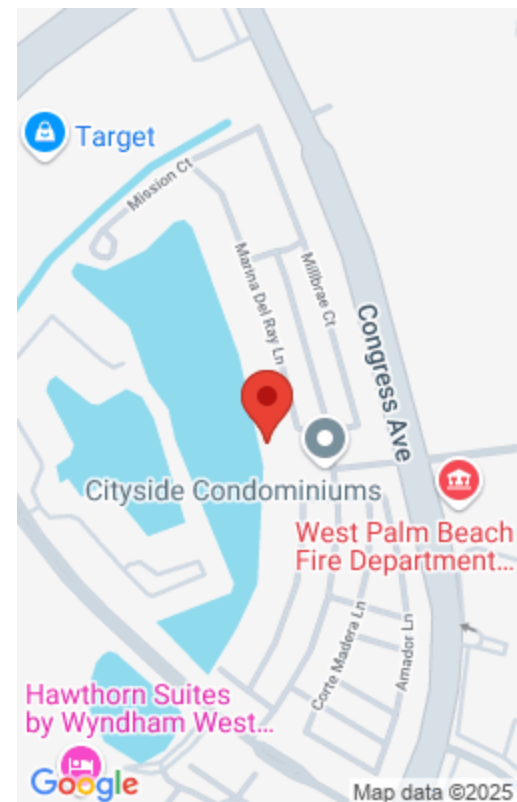 Target
Mission Ct
Marina Del Ray Ln
Millbrae Ct
Congress Ave
Cityside Condominiums
West Palm Beach
Fire Department...
Corte Madera Ln
Amador Ln
Hawthorn Suites
by Wyndham West...
Google
Map data ©2025